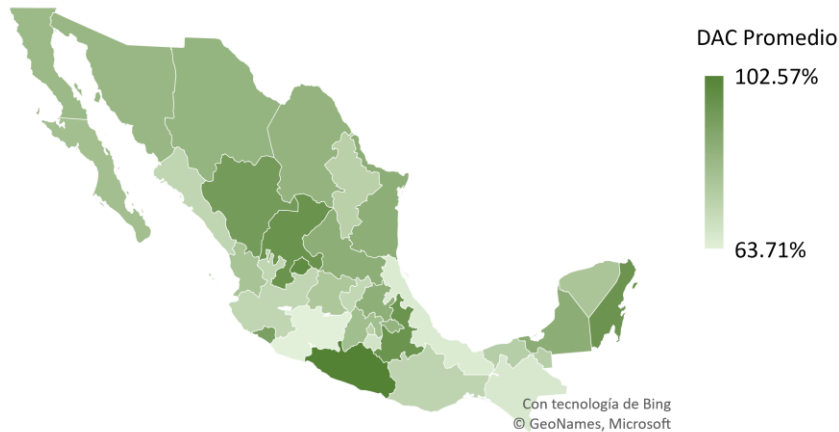 DAC Promedio
102.57%
63.71%
Con tecnología de Bing
© GeoNames, Microsoft